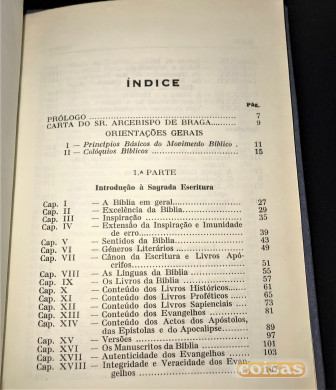 ÍNDICE
PÁG.
PRÓLOGO ... 7
CARTA DO SR. ARCEBISPO DE BRAGA ... 9
ORIENTAÇÕES GERAIS
I — Princípios Básicos do Movimento Bíblico . 11
II — Colóquios Bíblicos ... 15
1.ª PARTE
Introdução à Sagrada Escritura
Cap. I — A Bíblia em geral ... 27
Cap. II — Excelência da Bíblia ... 29
Cap. III — Inspiração ... 35
Cap. IV — Extensão da Inspiração e Imunidade
de erro ... 39
Cap. V — Sentidos da Bíblia ... 43
Cap. VI — Géneros Literários ... 49
Cap. VII — Cânon da Escritura e Livros Apó-
crifos ... 51
Cap. VIII — As Línguas da Bíblia ... 55
Cap. IX — Os Livros da Bíblia ... 57
Cap. X — Conteúdo dos Livros Históricos ... 61
Cap. XI — Conteúdo dos Livros Proféticos ... 65
Cap. XII — Conteúdo dos Livros Sapienciais ... 73
Cap. XIII — Conteúdo dos Evangelhos ... 81
Cap. XIV — Conteúdo dos Actos dos Apóstolos,
das Epístolas e do Apocalipse ... 89
Cap. XV — Versões ... 97
Cap. XVI — Os Manuscritos da Bíblia ... 101
Cap. XVII — Autenticidade dos Evangelhos ... 103
Cap. XVIII — Integridade e Veracidade dos Evan-
gelhos
coisas